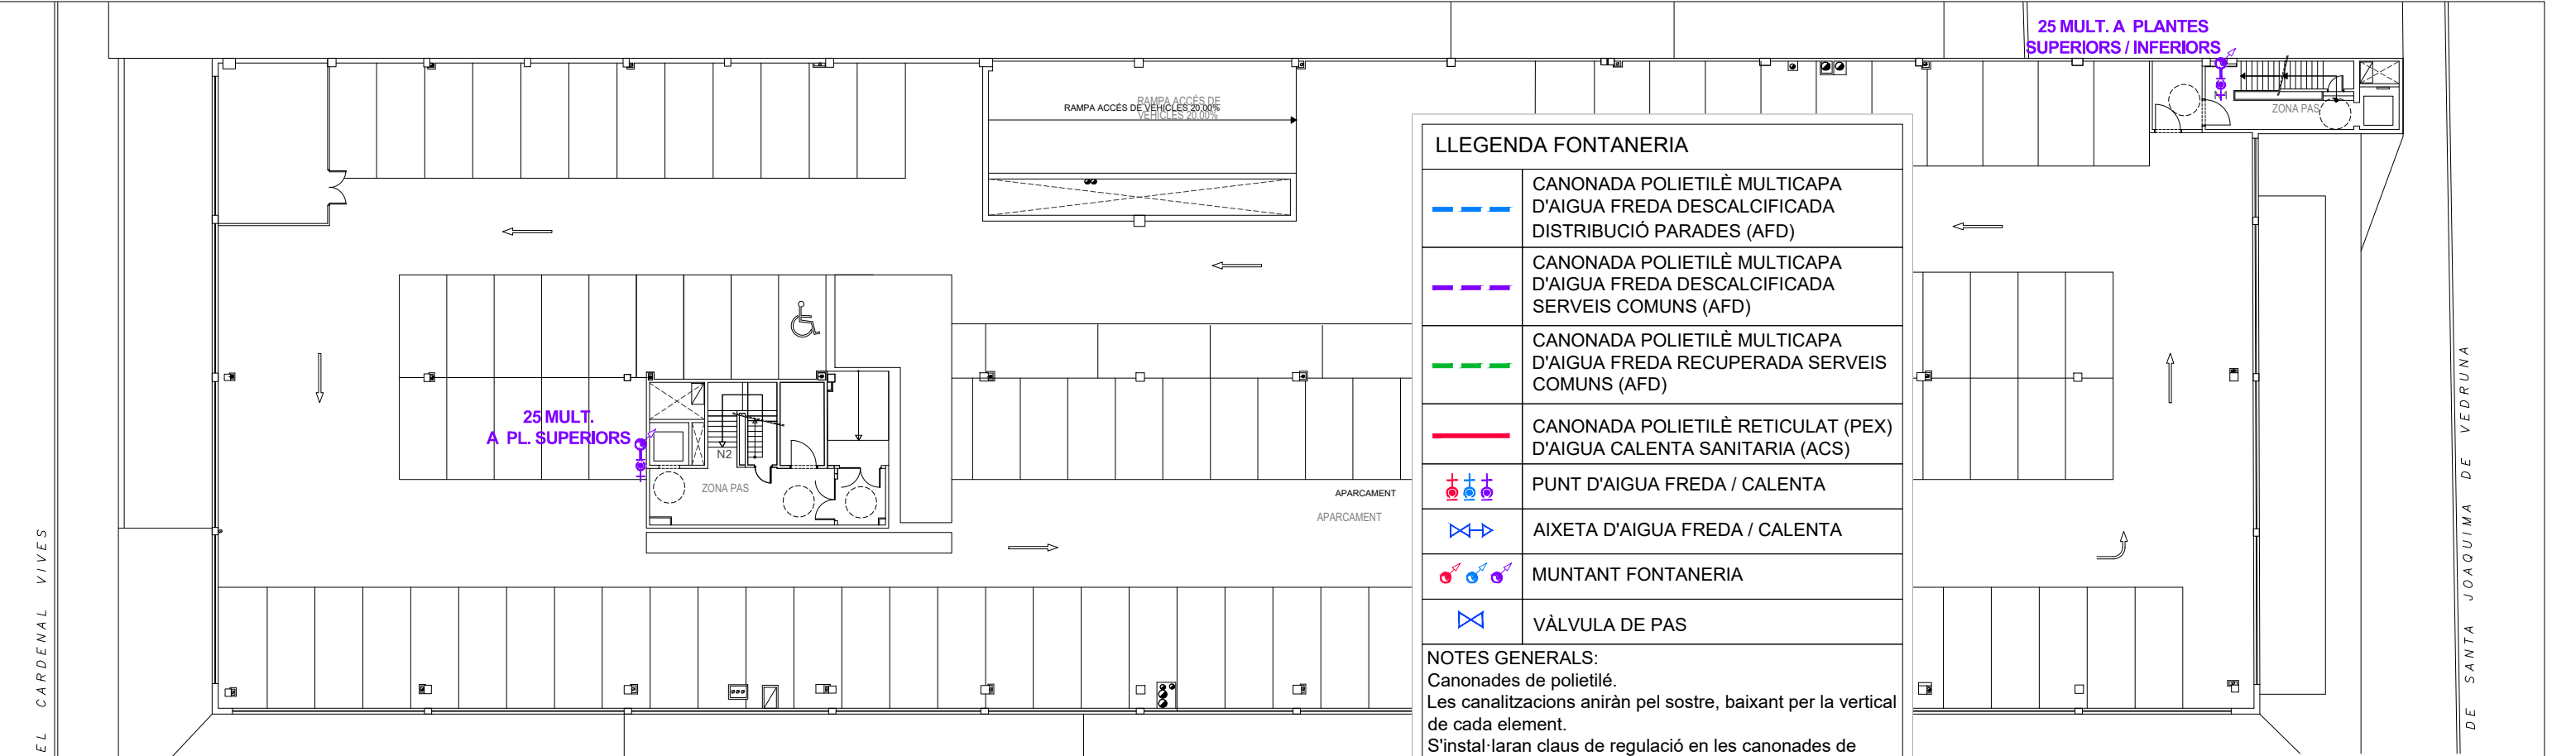 25 MULT. A PLANTES
SUPERIORS / INFERIORS
RAMPA ACCÉS DE
VEHICLES 20.00%
RAMPA ACCÉS DE VEHICLES 20.00%
ZONA PAS
LLEGENDA FONTANERIA
CANONADA POLIETILÈ MULTICAPA
D'AIGUA FREDA DESCALCIFICADA
DISTRIBUCIÓ PARADES (AFD)
CANONADA POLIETILÈ MULTICAPA
D'AIGUA FREDA DESCALCIFICADA
SERVEIS COMUNS (AFD)
CANONADA POLIETILÈ MULTICAPA
D'AIGUA FREDA RECUPERADA SERVEIS
COMUNS (AFD)
CANONADA POLIETILÈ RETICULAT (PEX)
D'AIGUA CALENTA SANITARIA (ACS)
PUNT D'AIGUA FREDA / CALENTA
AIXETA D'AIGUA FREDA / CALENTA
MUNTANT FONTANERIA
VÀLVULA DE PAS
NOTES GENERALS:
Canonades de polietilé.
Les canalitzacions aniràn pel sostre, baixant per la vertical
de cada element.
S'instal·laran claus de regulació en les canonades de
25 MULT.
A PL. SUPERIORS
N2
ZONA PAS
APARCAMENT
APARCAMENT
EL CARDENAL VIVES
DE SANTA JOAQUIMA DE VEDRUNA